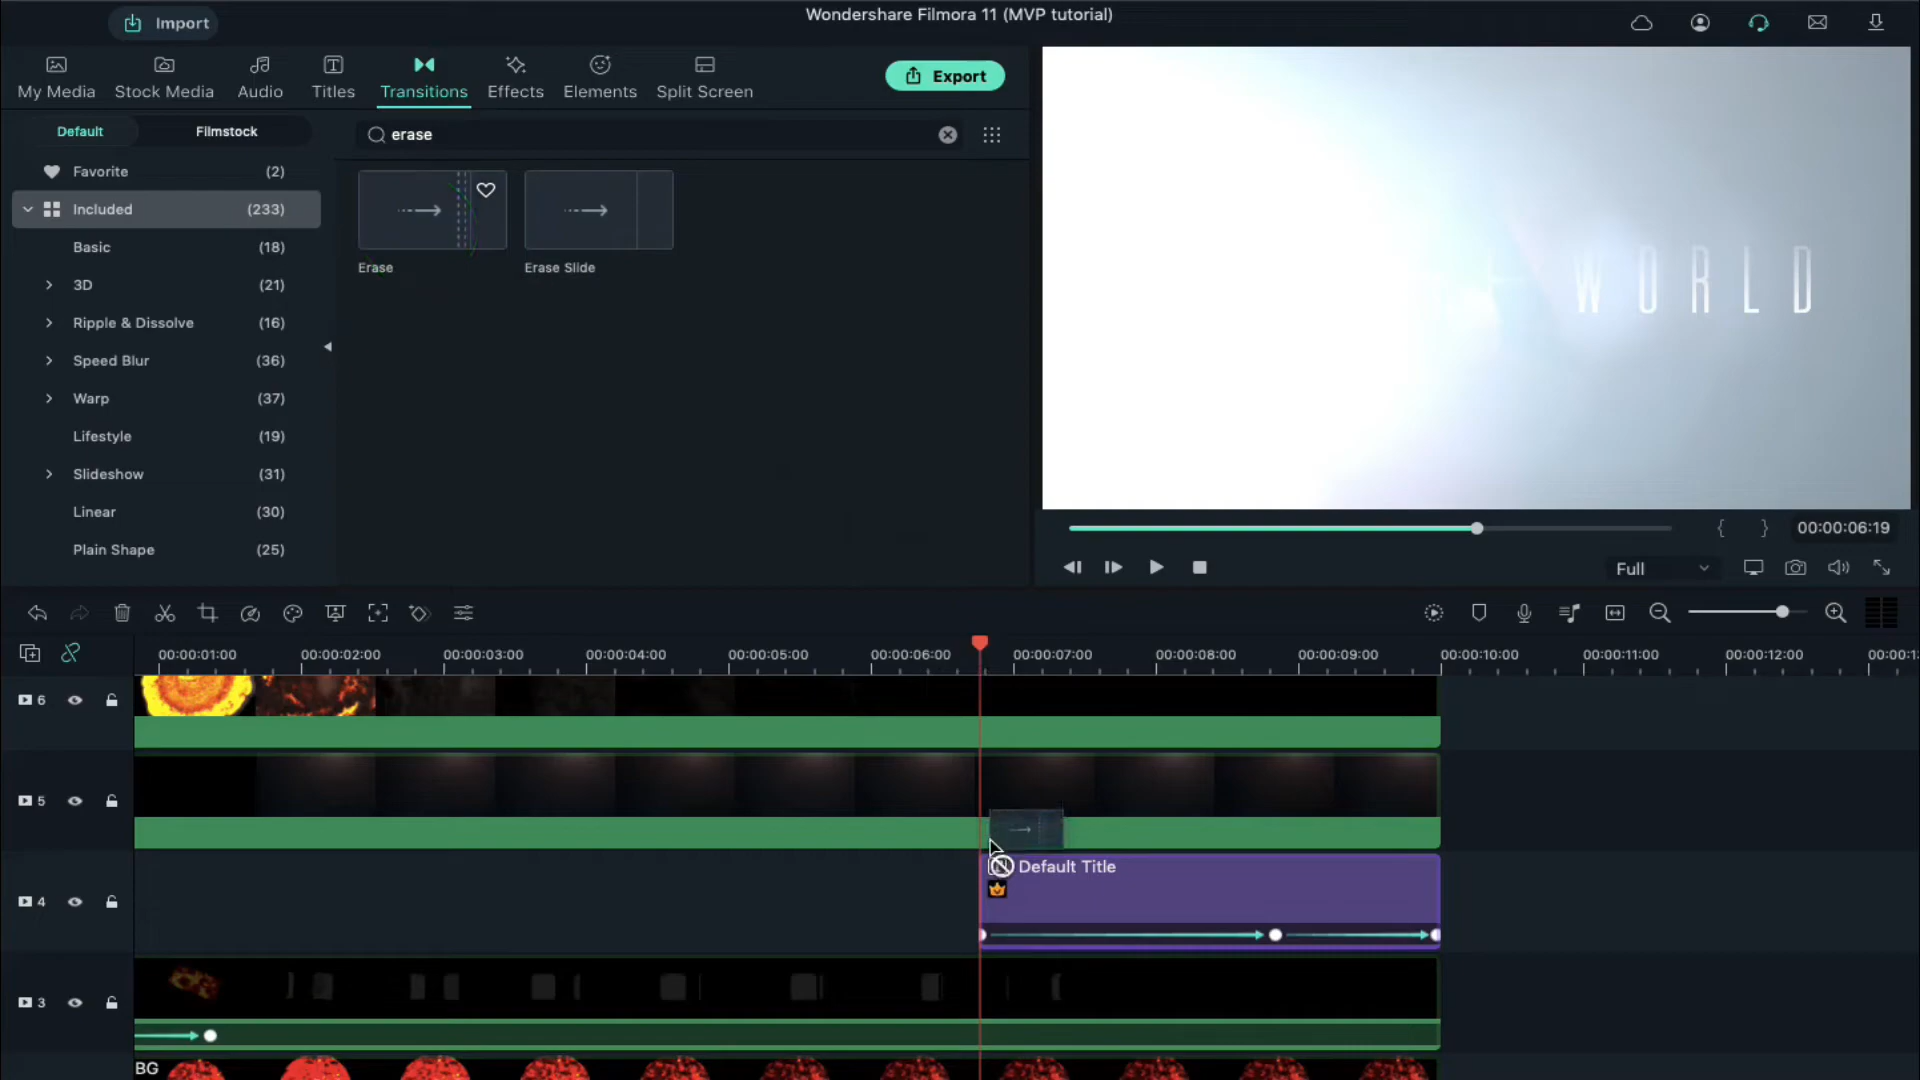 Wondershare Filmora 11 (MVP tutorial)
Import
My Media
Stock Media
Audio
Titles
Transitions
Effects
Elements
Split Screen
Export
Default
Filmstock
erase
Favorite (2)
Included (233)
Basic (18)
3D (21)
Ripple & Dissolve (16)
Speed Blur (36)
Warp (37)
Lifestyle (19)
Slideshow (31)
Linear (30)
Plain Shape (25)
Erase
Erase Slide
WORLD
{ }
00:00:06:19
Full
00:00:01:00
00:00:02:00
00:00:03:00
00:00:04:00
00:00:05:00
00:00:06:00
00:00:07:00
00:00:08:00
00:00:09:00
00:00:10:00
00:00:11:00
00:00:12:00
00:00:1
6
5
4
Default Title
3
BG